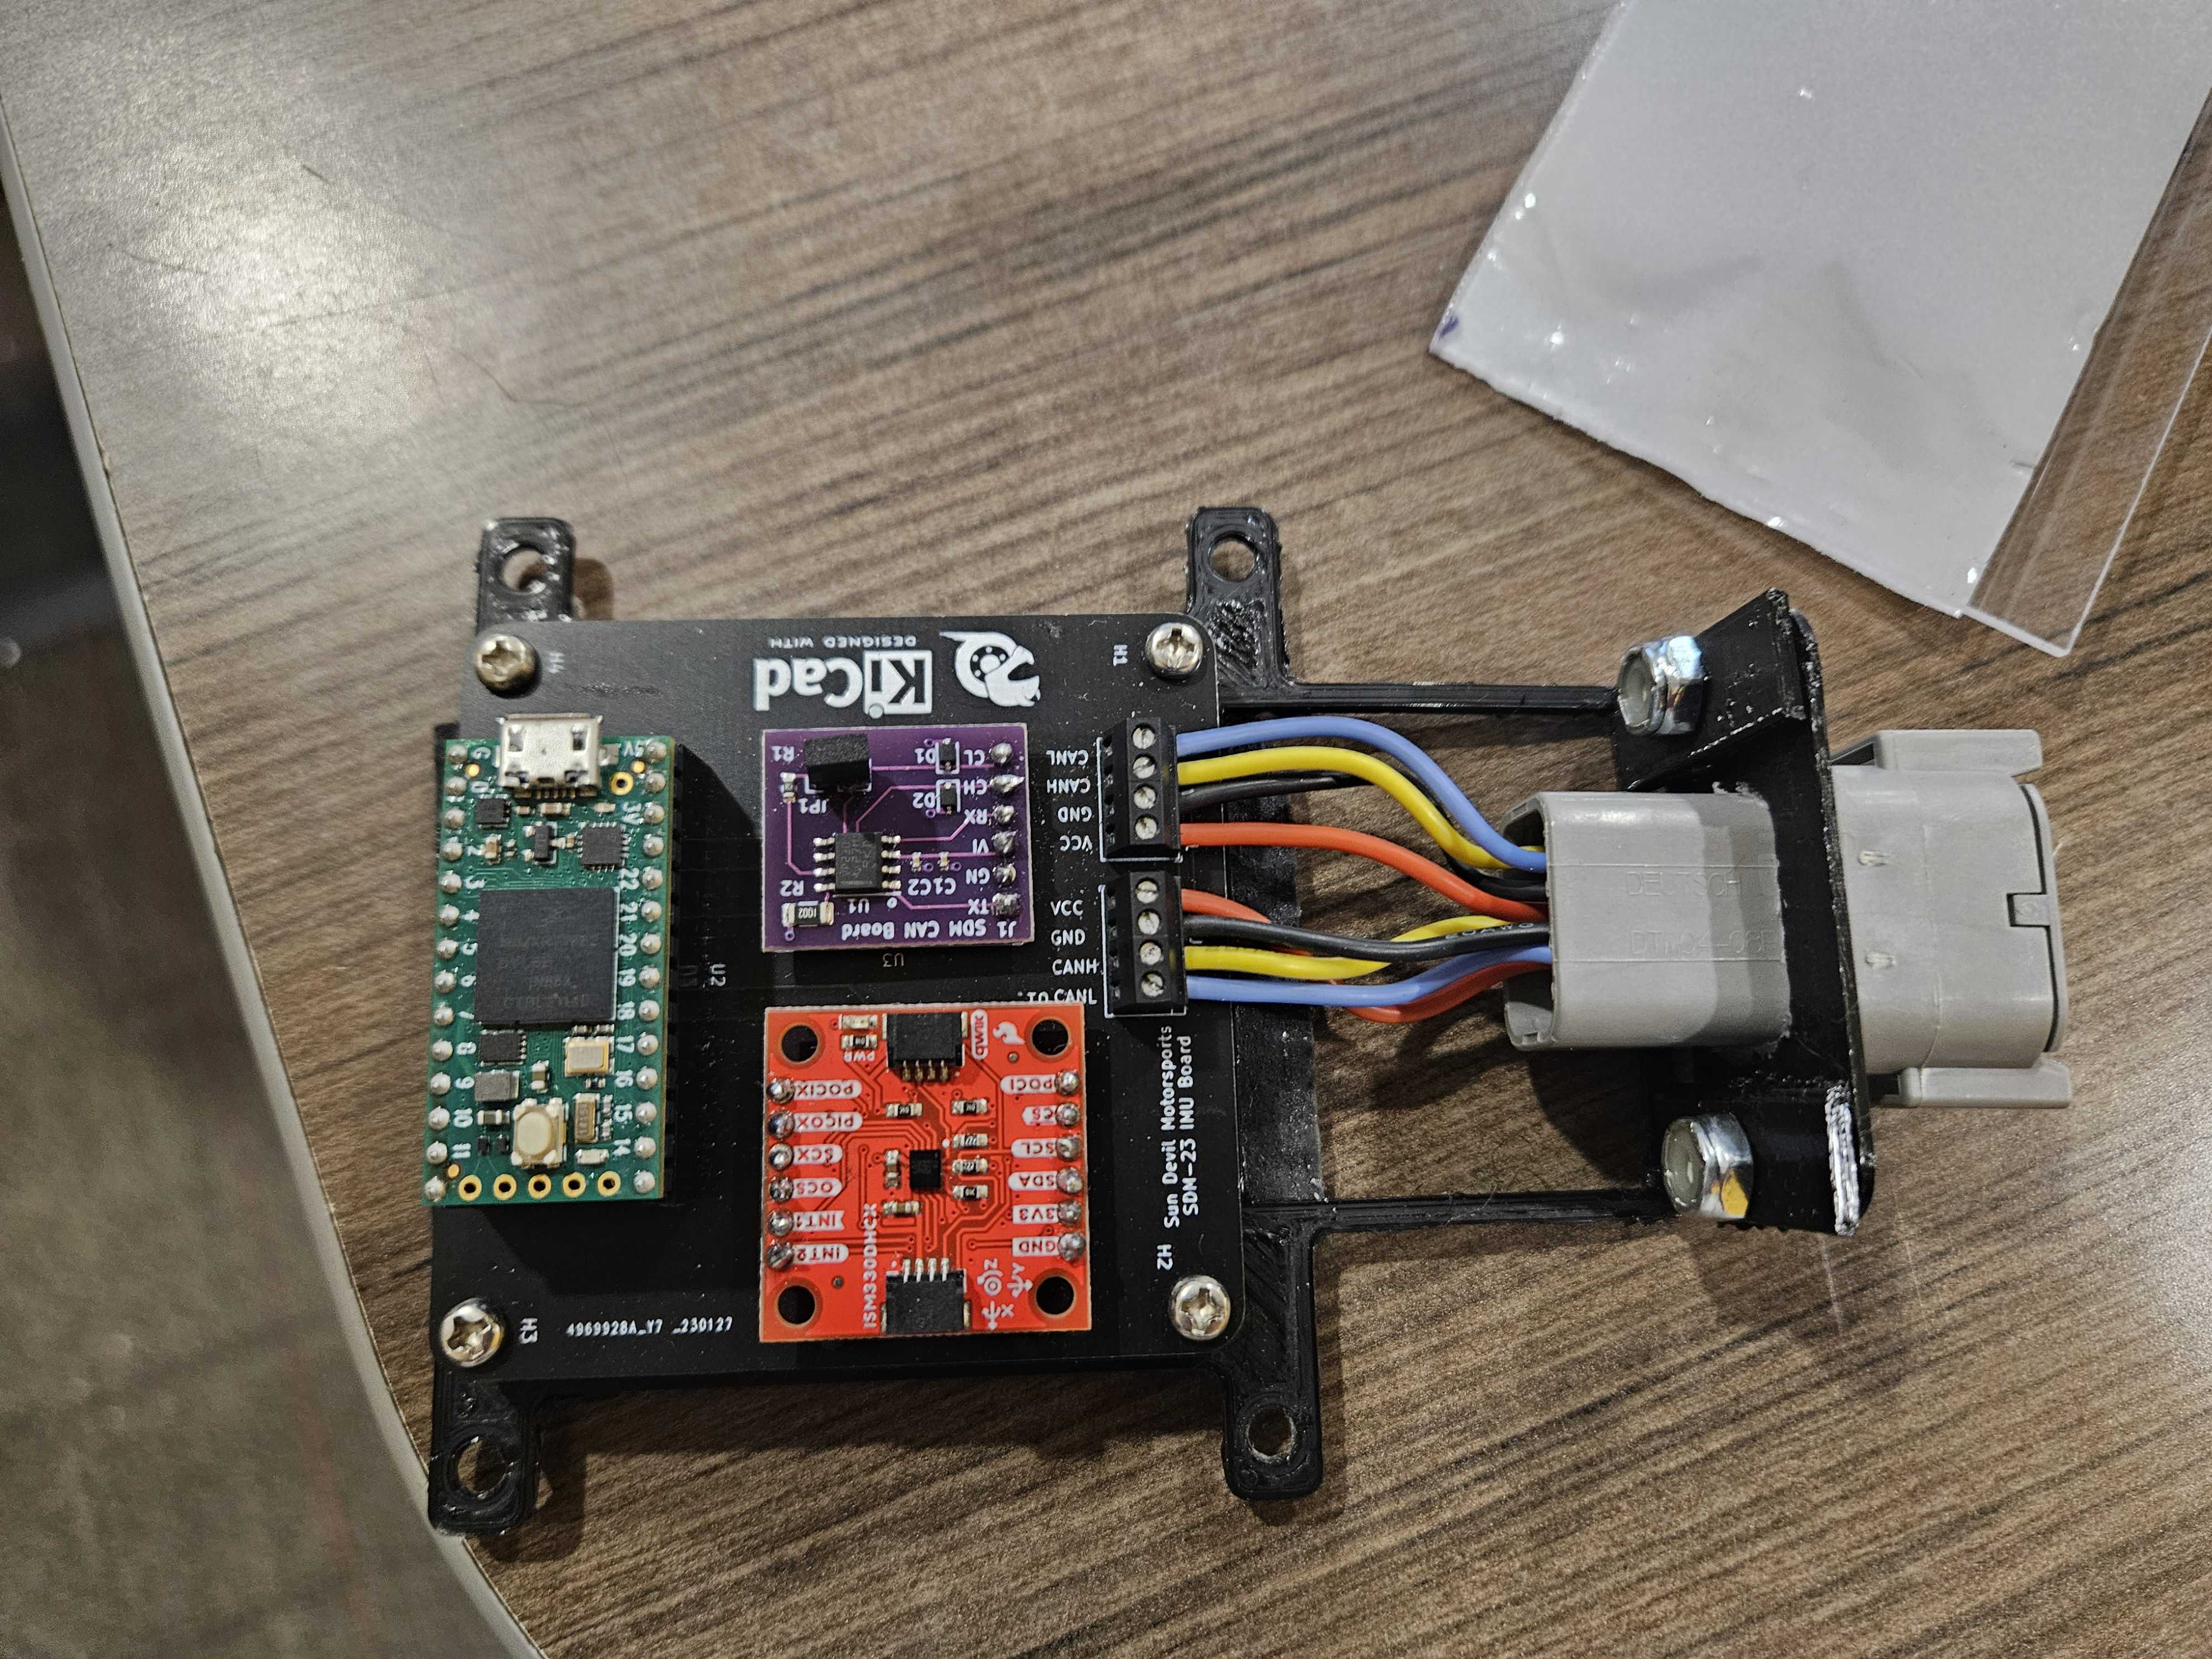 DESIGNED WITH
KiCad
H4
H1
G
5V
0
3V
2
3
22
4
21
5
20
6
19
7
18
8
17
9
16
10
15
11
14
U2
R1
D1
CL
JP1
D2
CH
RX
VI
R2
C1C2
GN
1002
U1
TX
J1 SDM CAN Board
U3
CANL
CANH
GND
VCC
VCC
GND
CANH
CANL
DEUTSCH
PWR
QWIIC
POCIX
POCI
PICOX
CS
SCX
SCL
OCS
SDA
INT1
3V3
INT2
GND
ISM330DHCX
Z
Y
X
Sun Devil Motorsports
SDM-23 IMU Board
H2
H3
4969928A_Y7 _230127